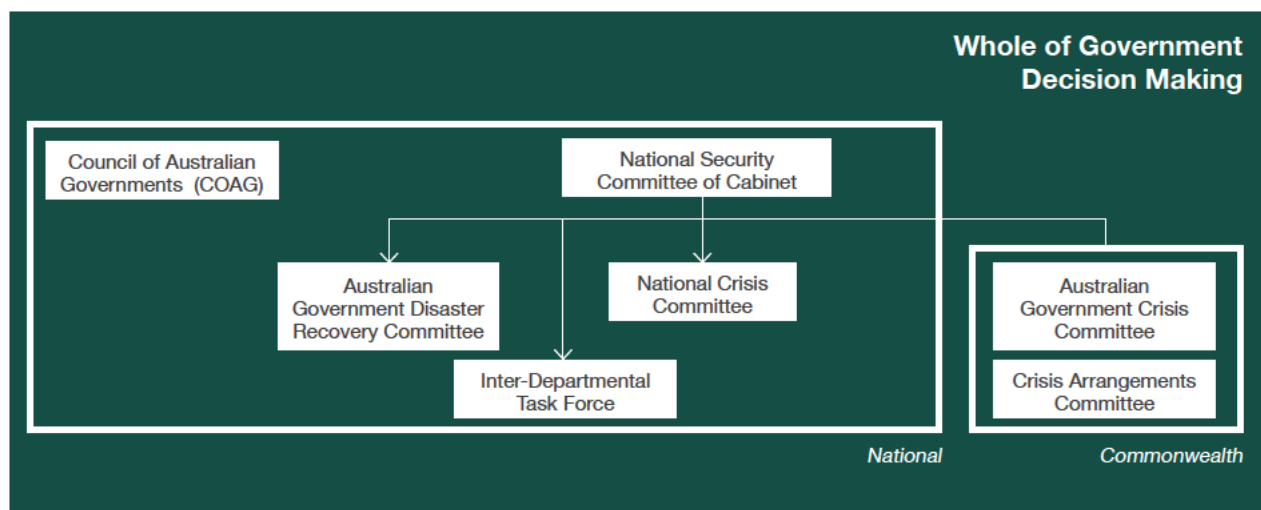 Whole of Government
Decision Making
Council of Australian
Governments (COAG)
National Security
Committee of Cabinet
Australian
Government Disaster
Recovery Committee
National Crisis
Committee
Inter-Departmental
Task Force
Australian
Government Crisis
Committee
Crisis Arrangements
Committee
National
Commonwealth